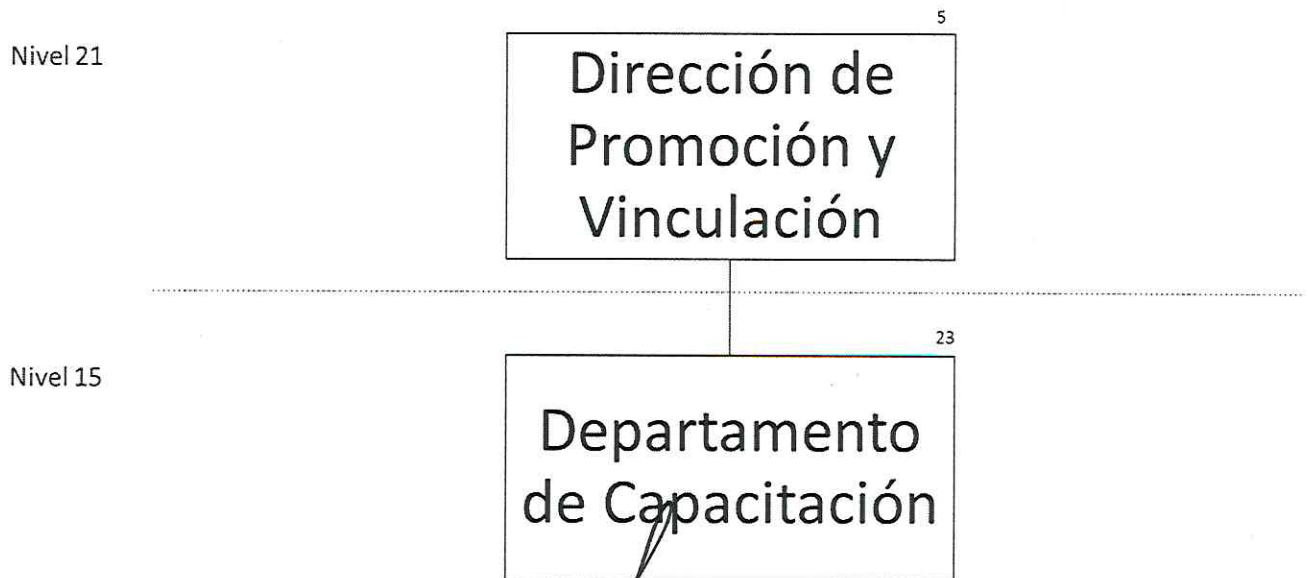 5
Nivel 21
Dirección de
Promoción y
Vinculación
23
Nivel 15
Departamento
de Capacitación